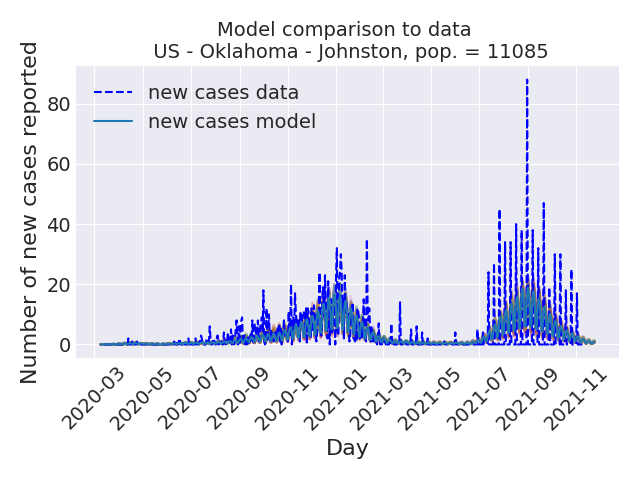 Model comparison to data
US - Oklahoma - Johnston, pop. = 11085
Number of new cases reported
new cases data
new cases model
80
60
40
20
0
2020-03
2020-05
2020-07
2020-09
2020-11
2021-01
2021-03
2021-05
2021-07
2021-09
2021-11
Day